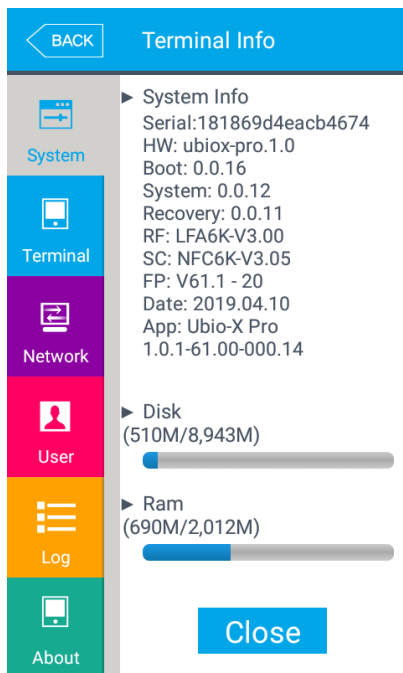 BACK
Terminal Info
System
Terminal
Network
User
Log
About
► System Info
Serial:181869d4eacb4674
HW: ubiox-pro.1.0
Boot: 0.0.16
System: 0.0.12
Recovery: 0.0.11
RF: LFA6K-V3.00
SC: NFC6K-V3.05
FP: V61.1 - 20
Date: 2019.04.10
App: Ubio-X Pro
1.0.1-61.00-000.14
► Disk
(510M/8,943M)
► Ram
(690M/2,012M)
Close